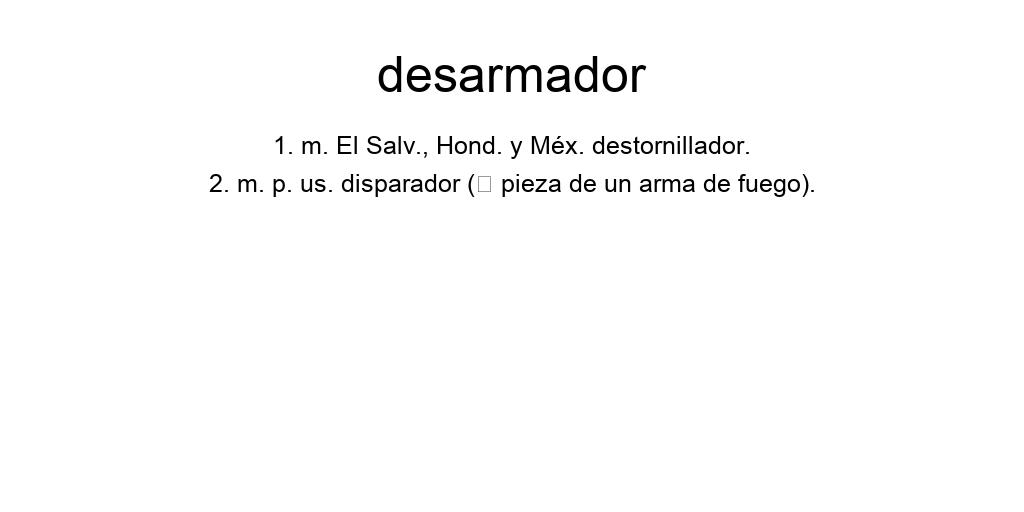 desarmador
1. m. El Salv., Hond. y Méx. destornillador.
2. m. p. us. disparador (□ pieza de un arma de fuego).